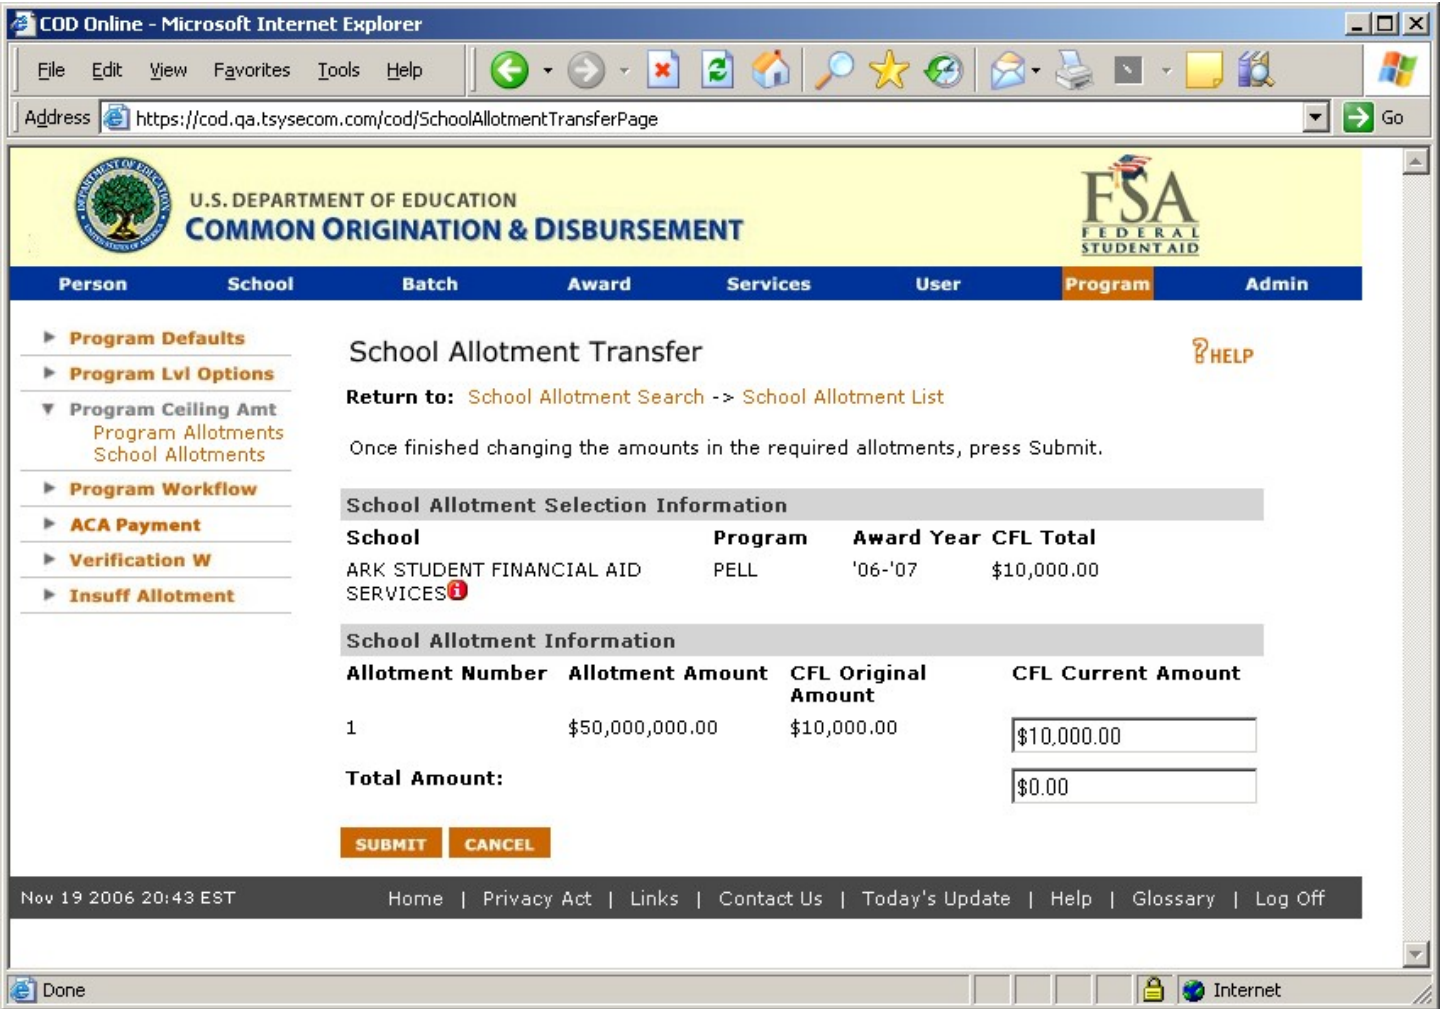 COD Online - Microsoft Internet Explorer
File Edit View Favorites Tools Help
Address https://cod.qa.tsysecom.com/cod/SchoolAllotmentTransferPage Go
U.S. DEPARTMENT OF EDUCATION
COMMON ORIGINATION & DISBURSEMENT
FSA
FEDERAL
STUDENT AID
Person School Batch Award Services User Program Admin
Program Defaults
Program Lvl Options
Program Ceiling Amt
Program Allotments
School Allotments
Program Workflow
ACA Payment
Verification W
Insuff Allotment
School Allotment Transfer
? HELP
Return to: School Allotment Search -> School Allotment List
Once finished changing the amounts in the required allotments, press Submit.
School Allotment Selection Information
School Program Award Year CFL Total
ARK STUDENT FINANCIAL AID PELL '06-'07 $10,000.00
SERVICES
School Allotment Information
Allotment Number Allotment Amount CFL Original CFL Current Amount
Amount
1 $50,000,000.00 $10,000.00 $10,000.00
Total Amount: $0.00
SUBMIT CANCEL
Nov 19 2006 20:43 EST Home | Privacy Act | Links | Contact Us | Today's Update | Help | Glossary | Log Off
Done Internet